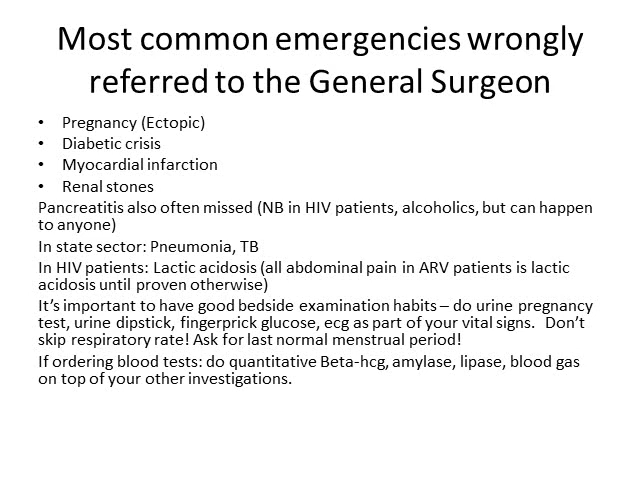 Most common emergencies wrongly
referred to the General Surgeon
• Pregnancy (Ectopic)
• Diabetic crisis
• Myocardial infarction
• Renal stones
Pancreatitis also often missed (NB in HIV patients, alcoholics, but can happen
to anyone)
In state sector: Pneumonia, TB
In HIV patients: Lactic acidosis (all abdominal pain in ARV patients is lactic
acidosis until proven otherwise)
It’s important to have good bedside examination habits – do urine pregnancy
test, urine dipstick, fingerprick glucose, ecg as part of your vital signs.  Don’t
skip respiratory rate! Ask for last normal menstrual period!
If ordering blood tests: do quantitative Beta-hcg, amylase, lipase, blood gas
on top of your other investigations.